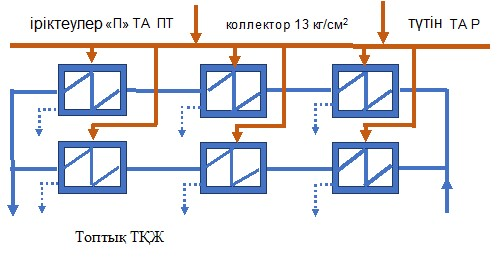 іріктеулер «П» ТА ПТ
коллектор 13 кг/см²
түтін ТА Р
Топтық ТҚЖ